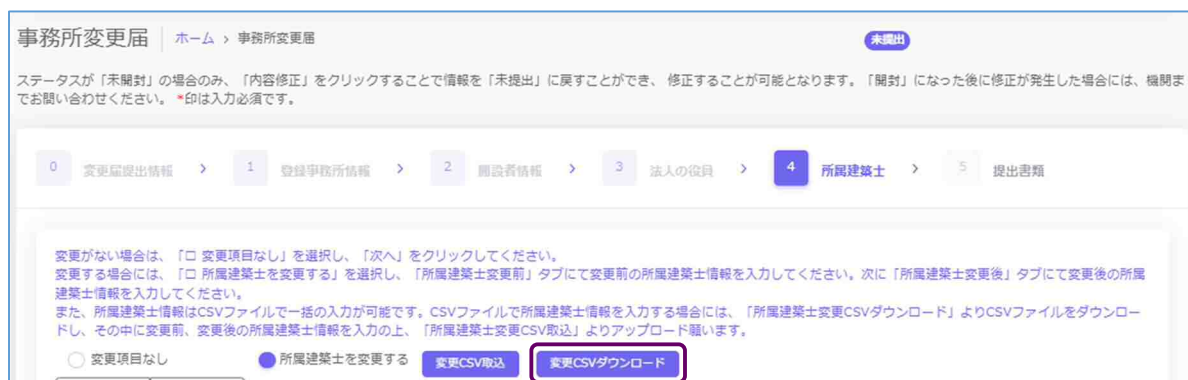 事務所変更届 ホーム > 事務所変更届 未提出
ステータスが「未開封」の場合のみ、「内容修正」をクリックすることで情報を「未提出」に戻すことができ、 修正することが可能となります。「開封」になった後に修正が発生した場合には、機関ま
でお問い合わせください。 *印は入力必須です。
0 変更届提出情報 > 1 登録事務所情報 > 2 開設者情報 > 3 法人の役員 > 4 所属建築士 > 5 提出書類
変更がない場合は、「□ 変更項目なし」を選択し、「次へ」をクリックしてください。
変更する場合には、「□ 所属建築士を変更する」を選択し、「所属建築士変更前」タブにて変更前の所属建築士情報を入力してください。次に「所属建築士変更後」タブにて変更後の所属
建築士情報を入力してください。
また、所属建築士情報はCSVファイルで一括の入力が可能です。CSVファイルで所属建築士情報を入力する場合には、「所属建築士変更CSVダウンロード」よりCSVファイルをダウンロー
ドし、その中に変更前、変更後の所属建築士情報を入力の上、「所属建築士変更CSV取込」よりアップロード願います。
変更項目なし 所属建築士を変更する 変更CSV取込 変更CSVダウンロード